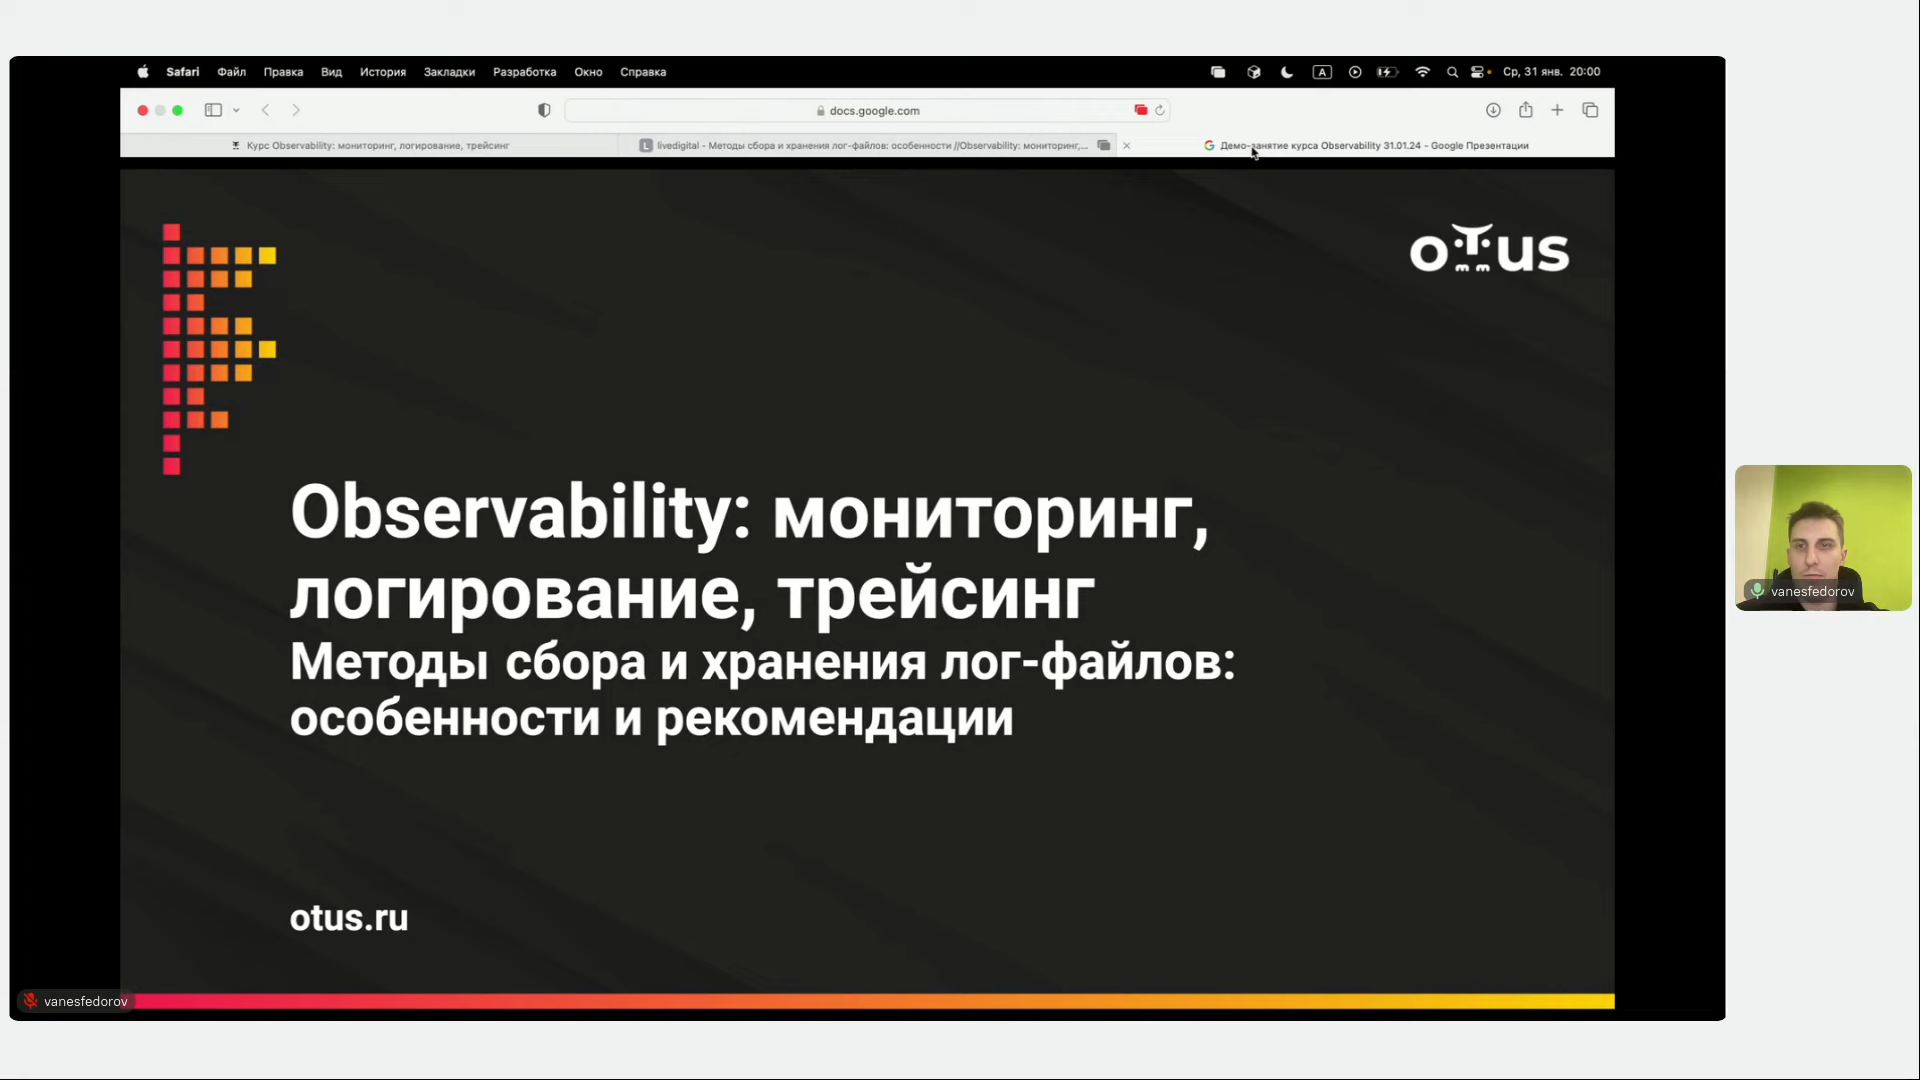 Safari Файл Правка Вид История Закладки Разработка Окно Справка
A Ср, 31 янв. 20:00
docs.google.com
Курс Observability: мониторинг, логирование, трейсинг
L livedigital - Методы сбора и хранения лог-файлов: особенности //Observability: мониторинг,...
Демо-занятие курса Observability 31.01.24 – Google Презентации
OTUS
Observability: мониторинг,
логирование, трейсинг
Методы сбора и хранения лог-файлов:
особенности и рекомендации
otus.ru
vanesfedorov
vanesfedorov